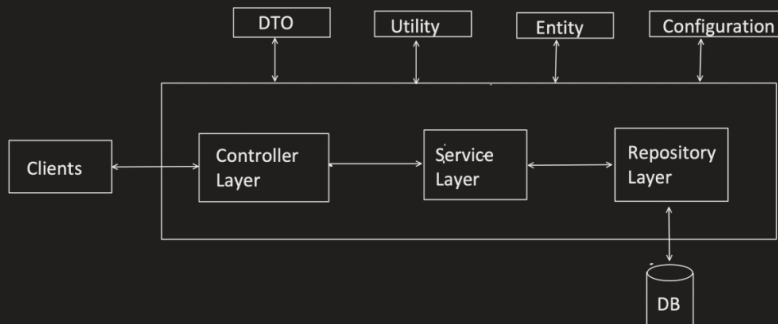 DTO
Utility
Entity
Configuration
Clients
Controller
Layer
Service
Layer
Repository
Layer
DB